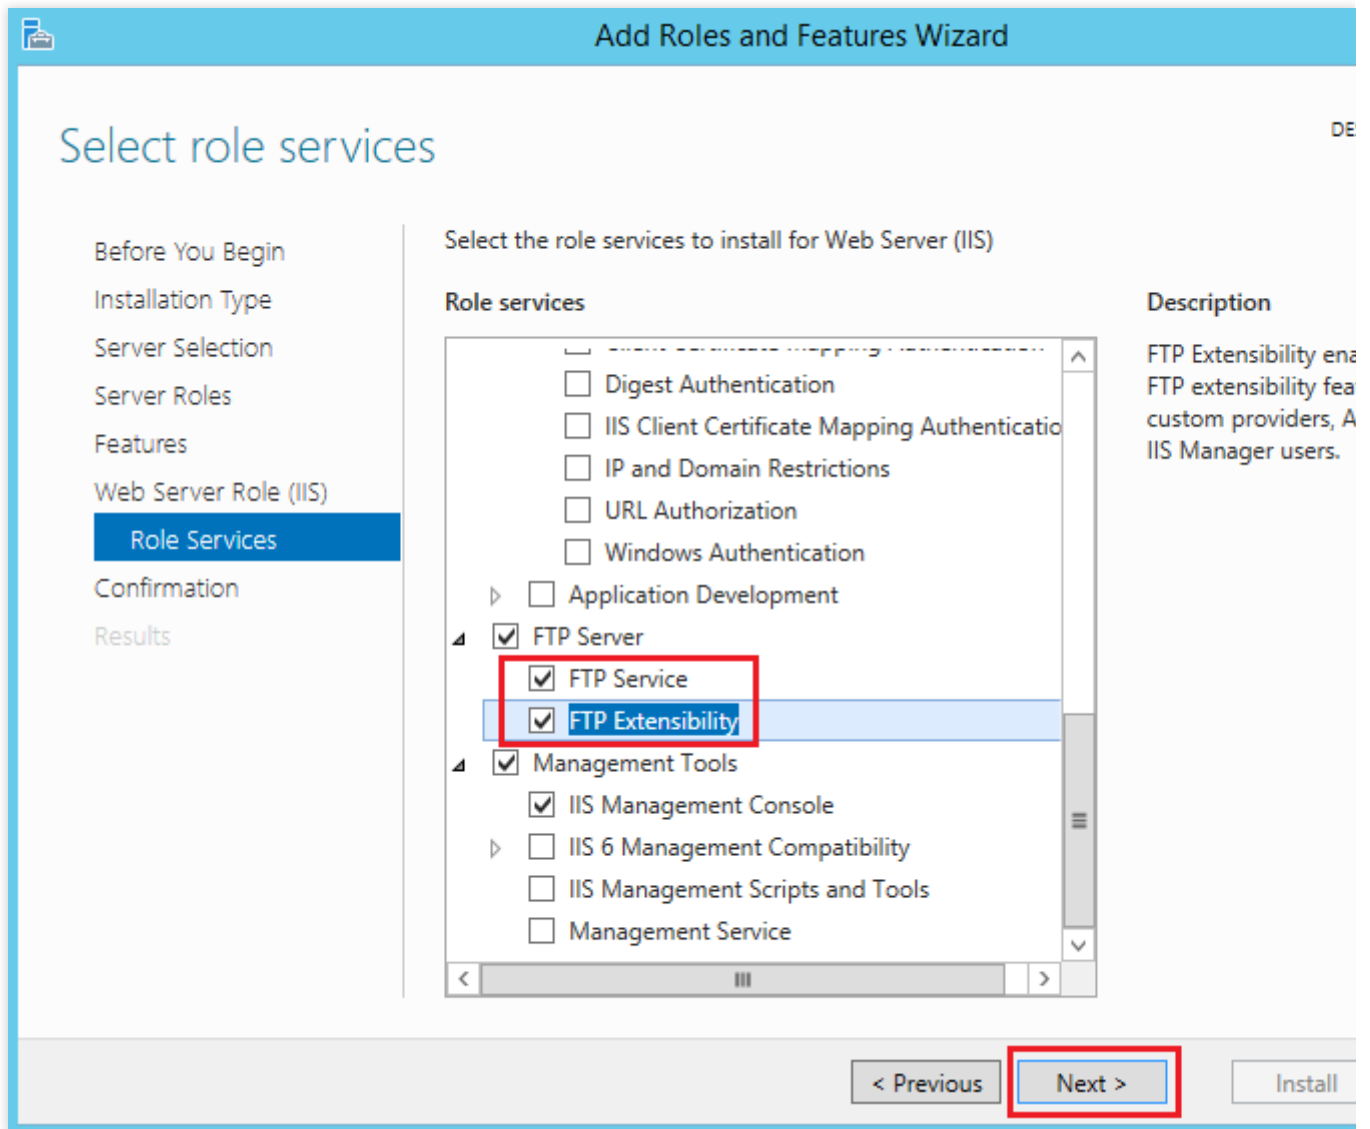 Add Roles and Features Wizard
Select role services
DE
Before You Begin
Installation Type
Server Selection
Server Roles
Features
Web Server Role (IIS)
Role Services
Confirmation
Results
Select the role services to install for Web Server (IIS)
Role services
Digest Authentication
IIS Client Certificate Mapping Authenticatio
IP and Domain Restrictions
URL Authorization
Windows Authentication
Application Development
FTP Server
FTP Service
FTP Extensibility
Management Tools
IIS Management Console
IIS 6 Management Compatibility
IIS Management Scripts and Tools
Management Service
Description
FTP Extensibility ena
FTP extensibility fea
custom providers, A
IIS Manager users.
< Previous
Next >
Install